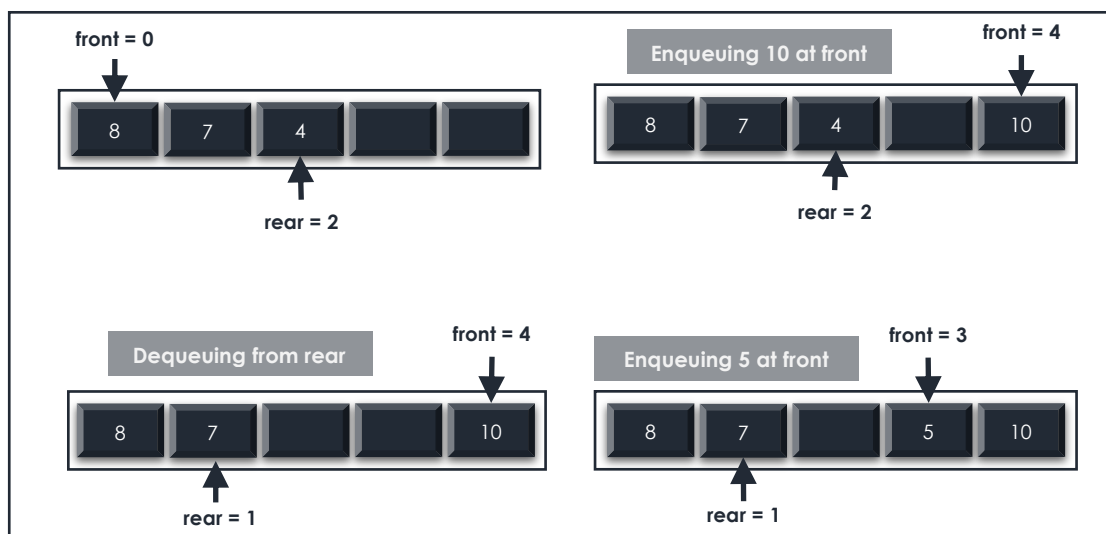 front = 0
8 7 4
rear = 2
Enqueuing 10 at front
front = 4
8 7 4 10
rear = 2
Dequeuing from rear
front = 4
8 7 10
rear = 1
Enqueuing 5 at front
front = 3
8 7 5 10
rear = 1